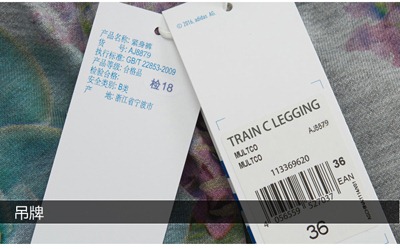 产品名称: 紧身裤
货 号: AJ8879
执行标准: GB/T 22853-2009
产品等级: 合格品
检验合格: 检18
安全类别: B类
产 地: 浙江省宁波市
© 2016, adidas AG.
TRAIN C LEGGING
MULTCO
MULTCO
AJ8879
113369620
36
EAN
4 056559 527037
36
吊牌